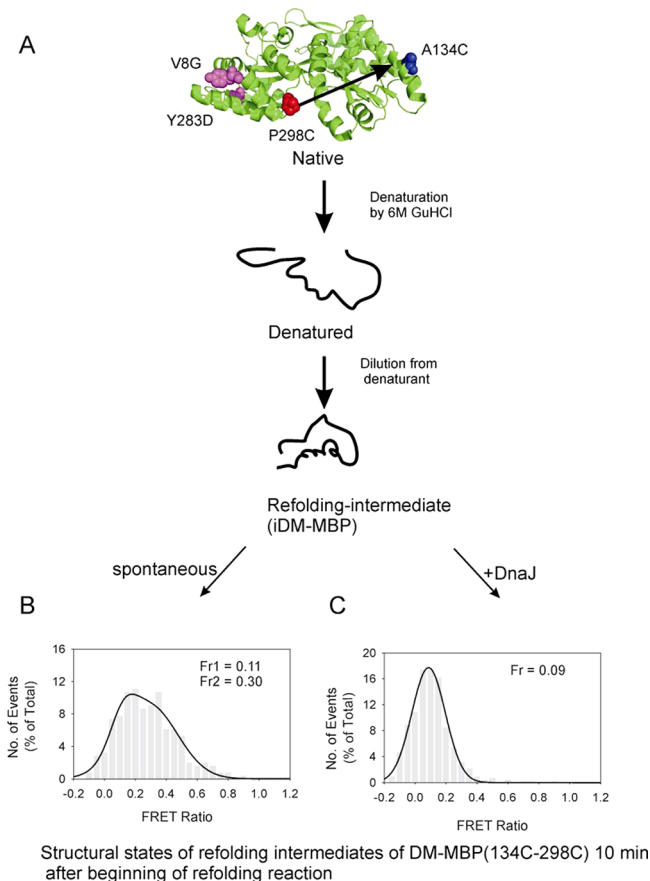 A
V8G
A134C
Y283D
P298C
Native
Denaturation
by 6M GuHCl
Denatured
Dilution from
denaturant
Refolding-intermediate
(iDM-MBP)
spontaneous
+DnaJ
B
Fr1 = 0.11
Fr2 = 0.30
No. of Events
(% of Total)
16
12
8
4
0
-0.2 0.0 0.2 0.4 0.6 0.8 1.0 1.2
FRET Ratio
C
Fr = 0.09
No. of Events
(% of Total)
20
16
12
8
4
0
-0.2 0.0 0.2 0.4 0.6 0.8 1.0 1.2
FRET Ratio
Structural states of refolding intermediates of DM-MBP(134C-298C) 10 min
after beginning of refolding reaction